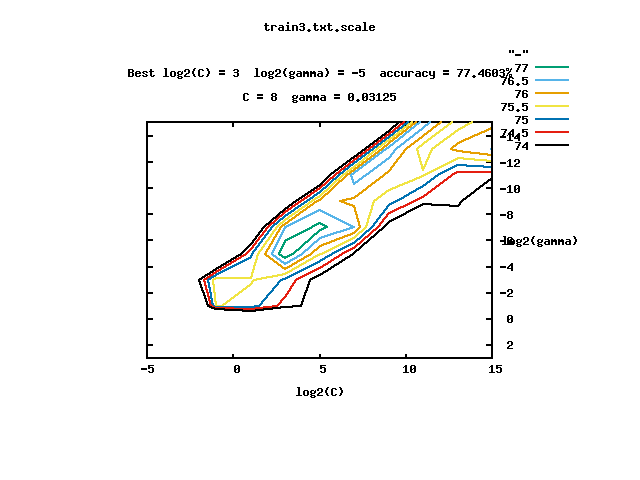 train3.txt.scale
"-"
Best log2(C) = 3  log2(gamma) = -5  accuracy = 77.4603%
77
76.5
C = 8  gamma = 0.03125
76
75.5
75
74.5
74
-14
-12
-10
-8
-6
log2(gamma)
-4
-2
0
2
-5 0 5 10 15
log2(C)